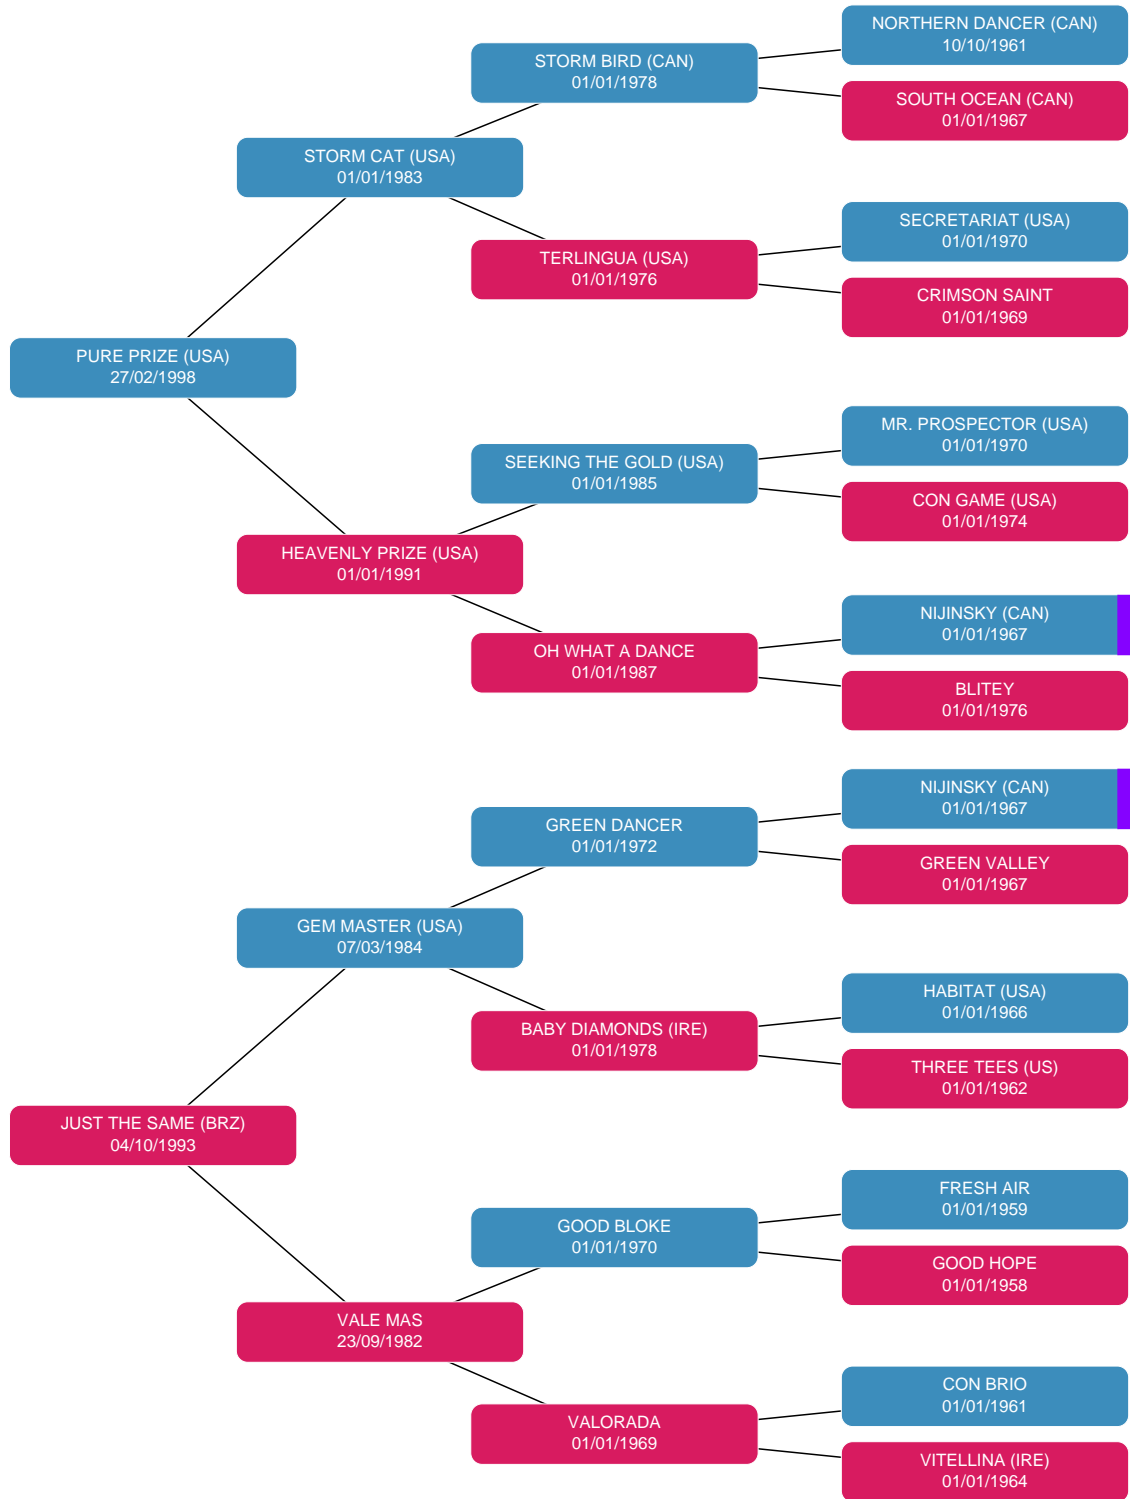 NORTHERN DANCER (CAN)
10/10/1961
STORM BIRD (CAN)
01/01/1978
SOUTH OCEAN (CAN)
01/01/1967
STORM CAT (USA)
01/01/1983
SECRETARIAT (USA)
01/01/1970
TERLINGUA (USA)
01/01/1976
CRIMSON SAINT
01/01/1969
PURE PRIZE (USA)
27/02/1998
MR. PROSPECTOR (USA)
01/01/1970
SEEKING THE GOLD (USA)
01/01/1985
CON GAME (USA)
01/01/1974
HEAVENLY PRIZE (USA)
01/01/1991
NIJINSKY (CAN)
01/01/1967
OH WHAT A DANCE
01/01/1987
BLITEY
01/01/1976
NIJINSKY (CAN)
01/01/1967
GREEN DANCER
01/01/1972
GREEN VALLEY
01/01/1967
GEM MASTER (USA)
07/03/1984
HABITAT (USA)
01/01/1966
BABY DIAMONDS (IRE)
01/01/1978
THREE TEES (US)
01/01/1962
JUST THE SAME (BRZ)
04/10/1993
FRESH AIR
01/01/1959
GOOD BLOKE
01/01/1970
GOOD HOPE
01/01/1958
VALE MAS
23/09/1982
CON BRIO
01/01/1961
VALORADA
01/01/1969
VITELLINA (IRE)
01/01/1964